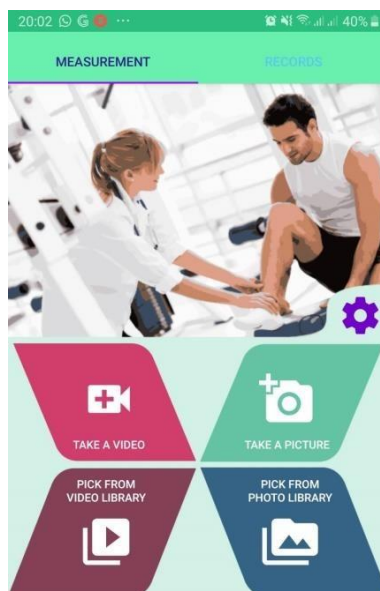 20:02 G ... 40%
MEASUREMENT
RECORDS
TAKE A VIDEO
TAKE A PICTURE
PICK FROM
VIDEO LIBRARY
PICK FROM
PHOTO LIBRARY